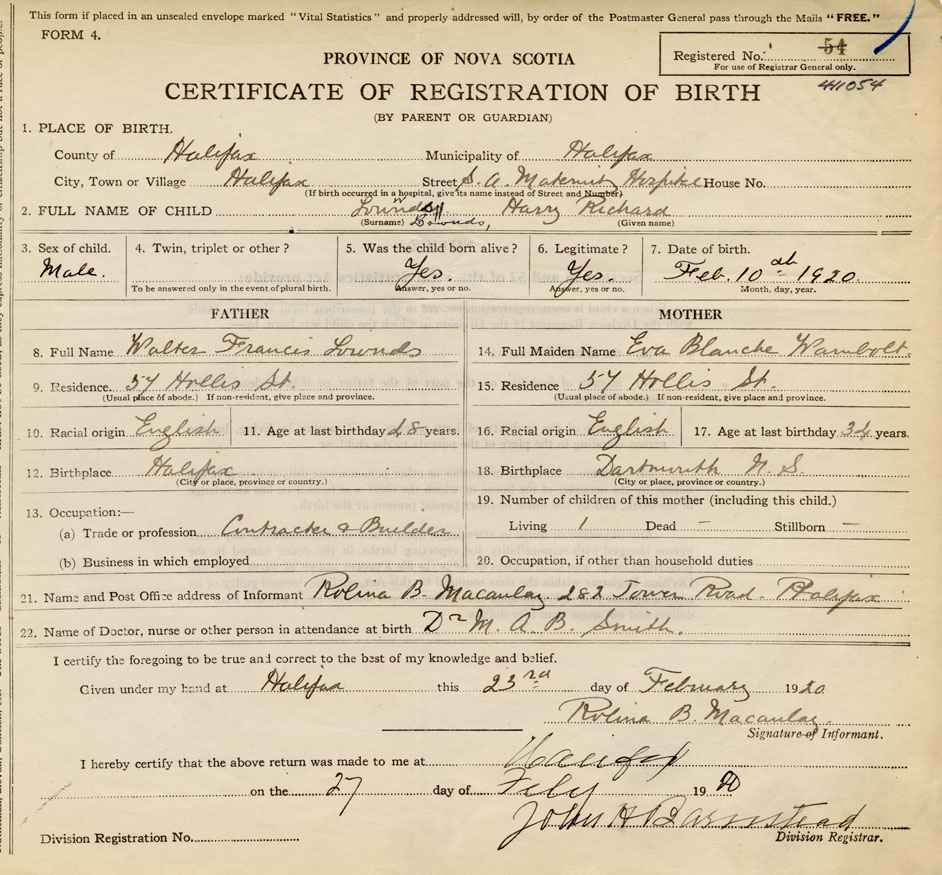 This form if placed in an unsealed envelope marked "Vital Statistics" and properly addressed will, by order of the Postmaster General pass through the Mails "FREE."
FORM 4.
Registered No. 54
For use of Registrar General only.
411054
PROVINCE OF NOVA SCOTIA
CERTIFICATE OF REGISTRATION OF BIRTH
(BY PARENT OR GUARDIAN)
1. PLACE OF BIRTH.
County of Halifax Municipality of Halifax
City, Town or Village Halifax Street S. A. Maternity Hospital House No.
(If birth occurred in a hospital, give its name instead of Street and Number)
2. FULL NAME OF CHILD Lownds, Harry Richard
(Surname) Lownds, (Given name)
3. Sex of child. 4. Twin, triplet or other? 5. Was the child born alive? 6. Legitimate? 7. Date of birth.
Male. Yes. Yes. Feb. 10th 1920.
To be answered only in the event of plural birth. Answer, yes or no. Answer, yes or no. Month, day, year.
FATHER
8. Full Name Walter Francis Lownds
9. Residence. 57 Hollis St.
(Usual place of abode.) If non-resident, give place and province.
10. Racial origin English 11. Age at last birthday 48 years.
12. Birthplace Halifax
(City or place, province or country.)
13. Occupation:—
(a) Trade or profession Contracter & Builder
(b) Business in which employed
MOTHER
14. Full Maiden Name Eva Blanche Wambolt.
15. Residence 57 Hollis St.
(Usual place of abode.) If non-resident, give place and province.
16. Racial origin English 17. Age at last birthday 34 years.
18. Birthplace Dartmouth N. S.
(City or place, province or country.)
19. Number of children of this mother (including this child.)
Living 1 Dead — Stillborn —
20. Occupation, if other than household duties
21. Name and Post Office address of Informant Rolina B. Macaulay 282 Tower Road. Halifax
22. Name of Doctor, nurse or other person in attendance at birth Dr M. A. B. Smith.
I certify the foregoing to be true and correct to the best of my knowledge and belief.
Given under my hand at Halifax this 23rd day of February 1920.
Rolina B. Macaulay.
Signature of Informant.
I hereby certify that the above return was made to me at Halifax
on the 27 day of Feby 1920
John H Barnstead
Division Registration No. Division Registrar.